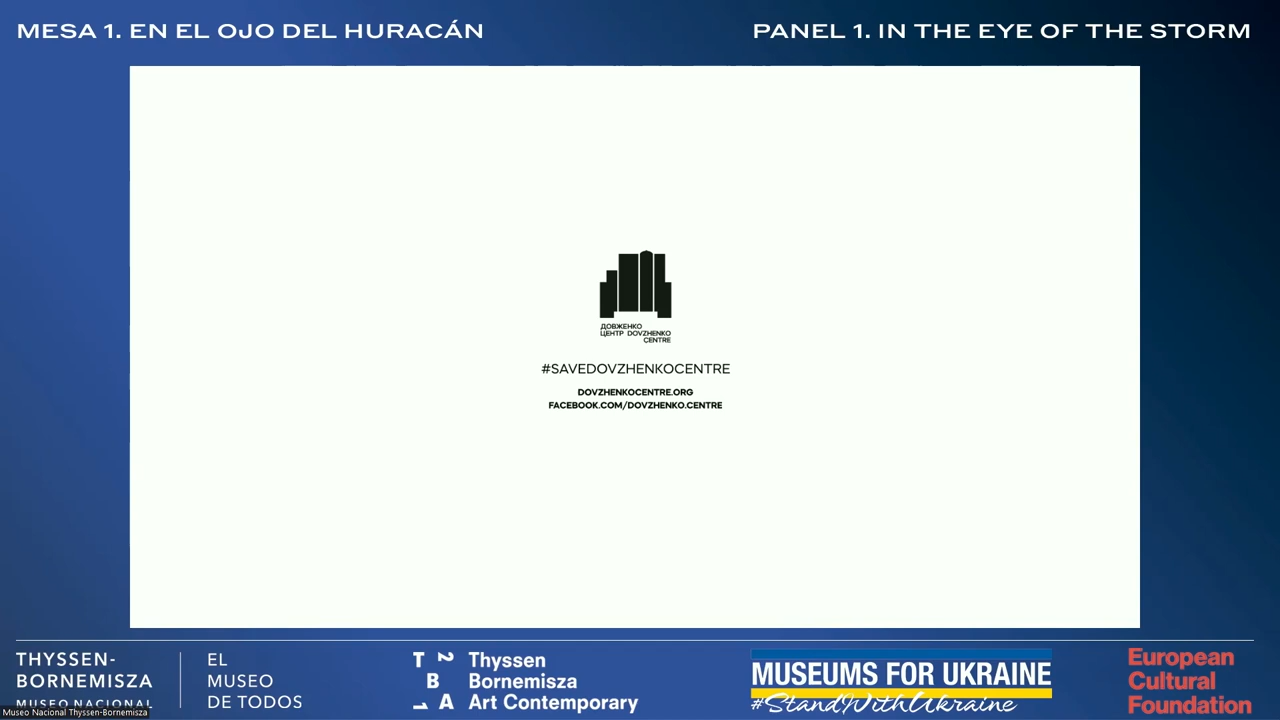 MESA 1. EN EL OJO DEL HURACÁN
PANEL 1. IN THE EYE OF THE STORM
ДОВЖЕНКО
ЦЕНТР DOVZHENKO
CENTRE
#SAVEDOVZHENKOCENTRE
DOVZHENKOCENTRE.ORG
FACEBOOK.COM/DOVZHENKO.CENTRE
THYSSEN-
BORNEMISZA
MUSEO NACIONAL
EL
MUSEO
DE TODOS
T 2
B
1 A
Thyssen
Bornemisza
Art Contemporary
MUSEUMS FOR UKRAINE
#StandWithUkraine
European
Cultural
Foundation
Museo Nacional Thyssen-Bornemisza